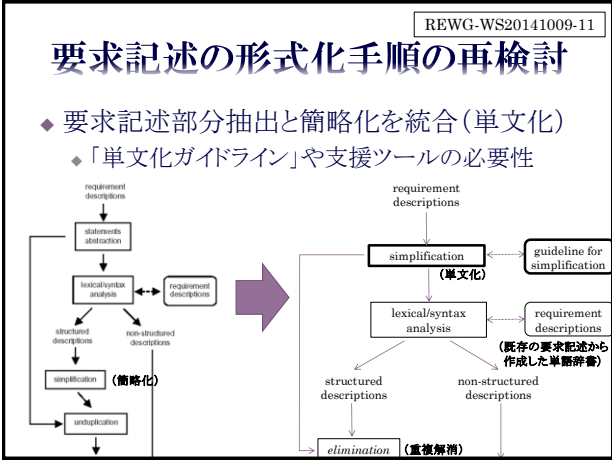 REWG-WS20141009-11
要求記述の形式化手順の再検討
◆ 要求記述部分抽出と簡略化を統合（単文化）
◆ 「単文化ガイドライン」や支援ツールの必要性
requirement
descriptions
statements
abstraction
lexical/syntax
analysis
requirement
descriptions
structured
descriptions
non-structured
descriptions
simplification
（簡略化）
unduplication
requirement
descriptions
simplification
（単文化）
guideline for
simplification
lexical/syntax
analysis
requirement
descriptions
（既存の要求記述から
作成した単語辞書）
structured
descriptions
non-structured
descriptions
elimination
（重複解消）